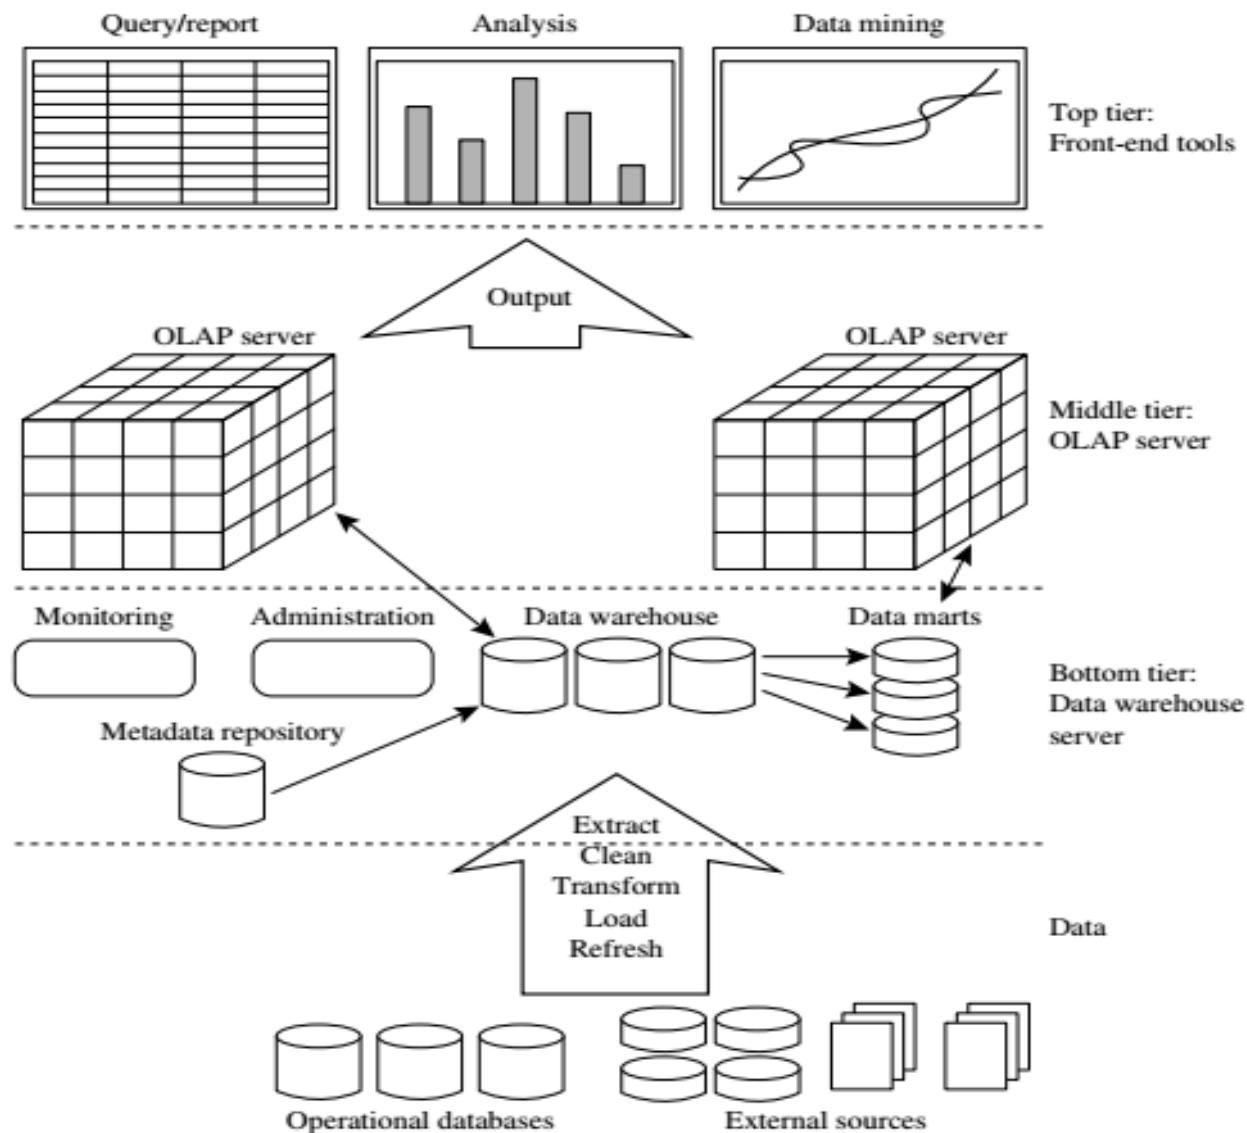 Query/report
Analysis
Data mining
Top tier:
Front-end tools
Output
OLAP server
OLAP server
Middle tier:
OLAP server
Monitoring
Administration
Data warehouse
Data marts
Bottom tier:
Data warehouse
server
Metadata repository
Extract
Clean
Transform
Load
Refresh
Data
Operational databases
External sources